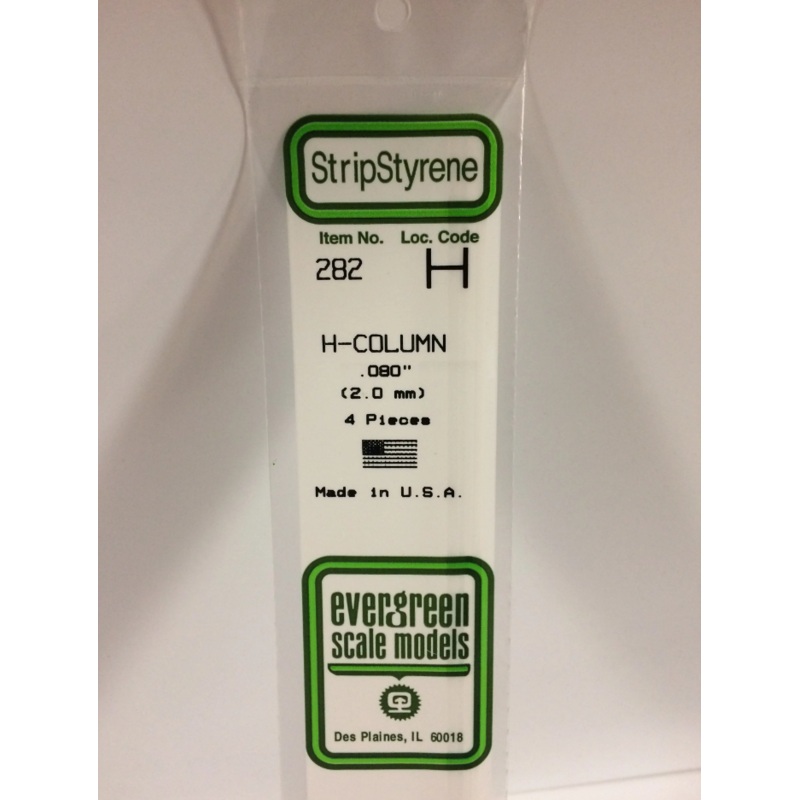 StripStyrene
Item No. Loc. Code
282 H
H-COLUMN
.080"
(2.0 mm)
4 Pieces
Made in U.S.A.
evergreen
scale models
Des Plaines, IL 60018